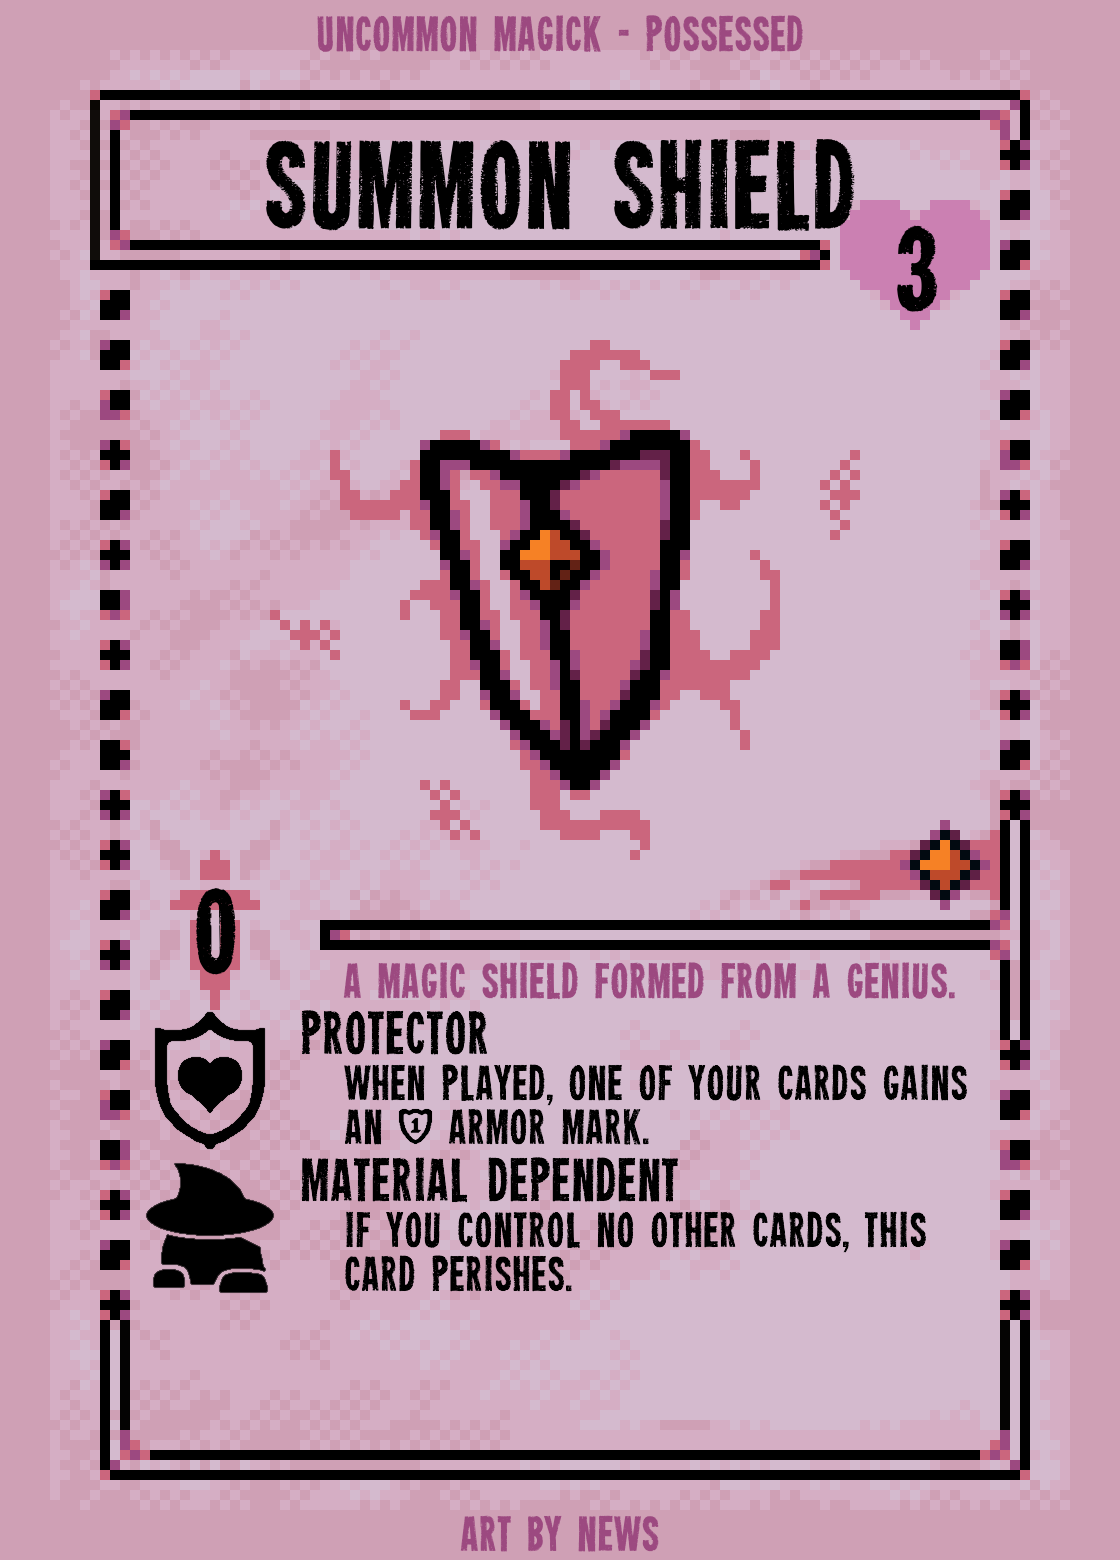 UNCOMMON MAGICK - POSSESSED
SUMMON SHIELD
3
0
A MAGIC SHIELD FORMED FROM A GENIUS.
PROTECTOR
WHEN PLAYED, ONE OF YOUR CARDS GAINS
AN 1 ARMOR MARK.
MATERIAL DEPENDENT
IF YOU CONTROL NO OTHER CARDS, THIS
CARD PERISHES.
ART BY NEWS